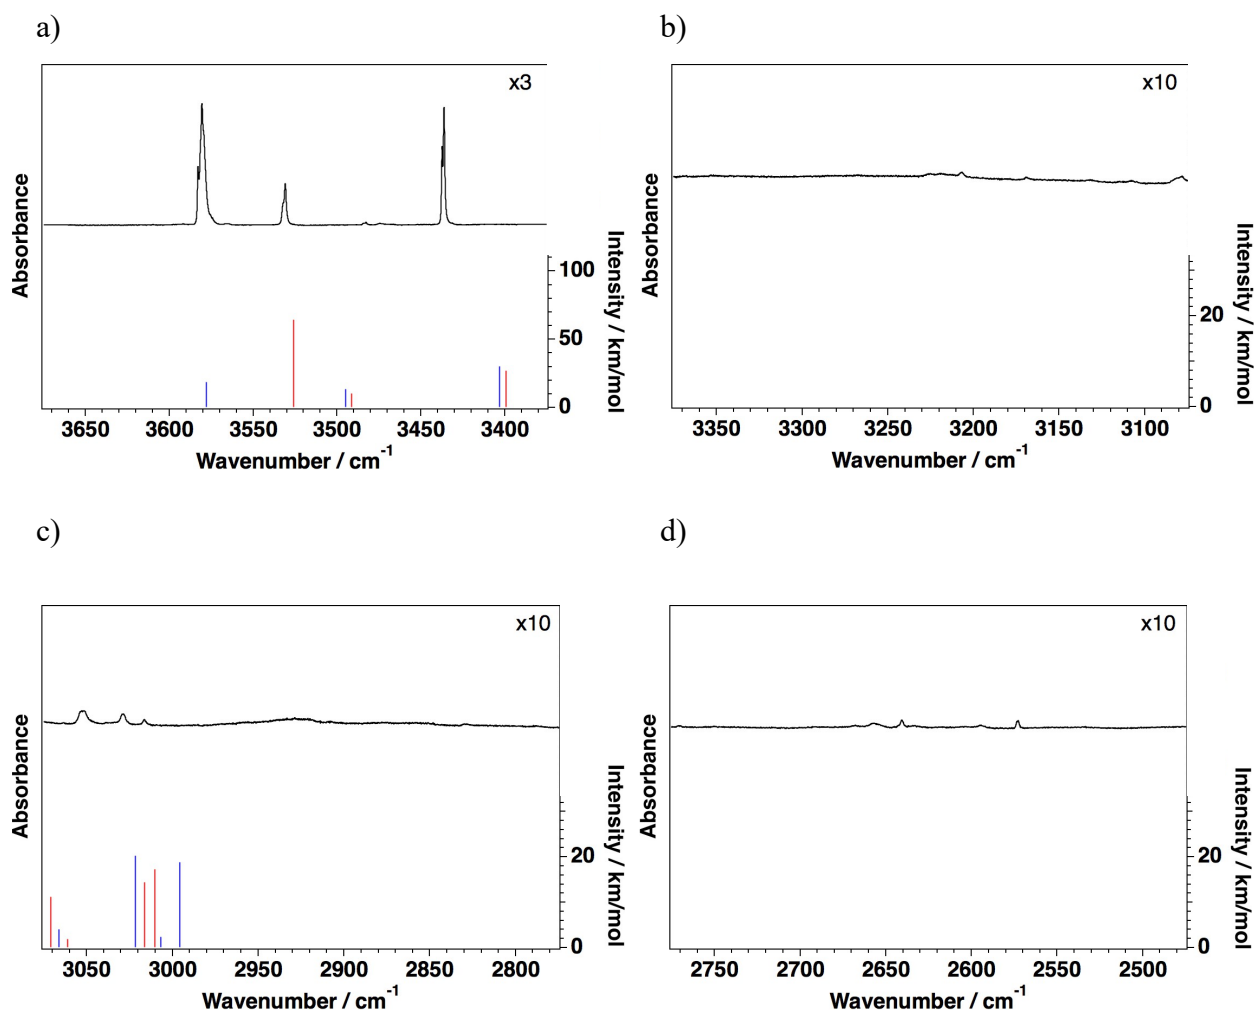 a)
x3
Absorbance
Intensity / km/mol
100
50
0
3650 3600 3550 3500 3450 3400
Wavenumber / cm-1
b)
x10
Absorbance
Intensity / km/mol
20
0
3350 3300 3250 3200 3150 3100
Wavenumber / cm-1
c)
x10
Absorbance
Intensity / km/mol
20
0
3050 3000 2950 2900 2850 2800
Wavenumber / cm-1
d)
x10
Absorbance
Intensity / km/mol
20
0
2750 2700 2650 2600 2550 2500
Wavenumber / cm-1